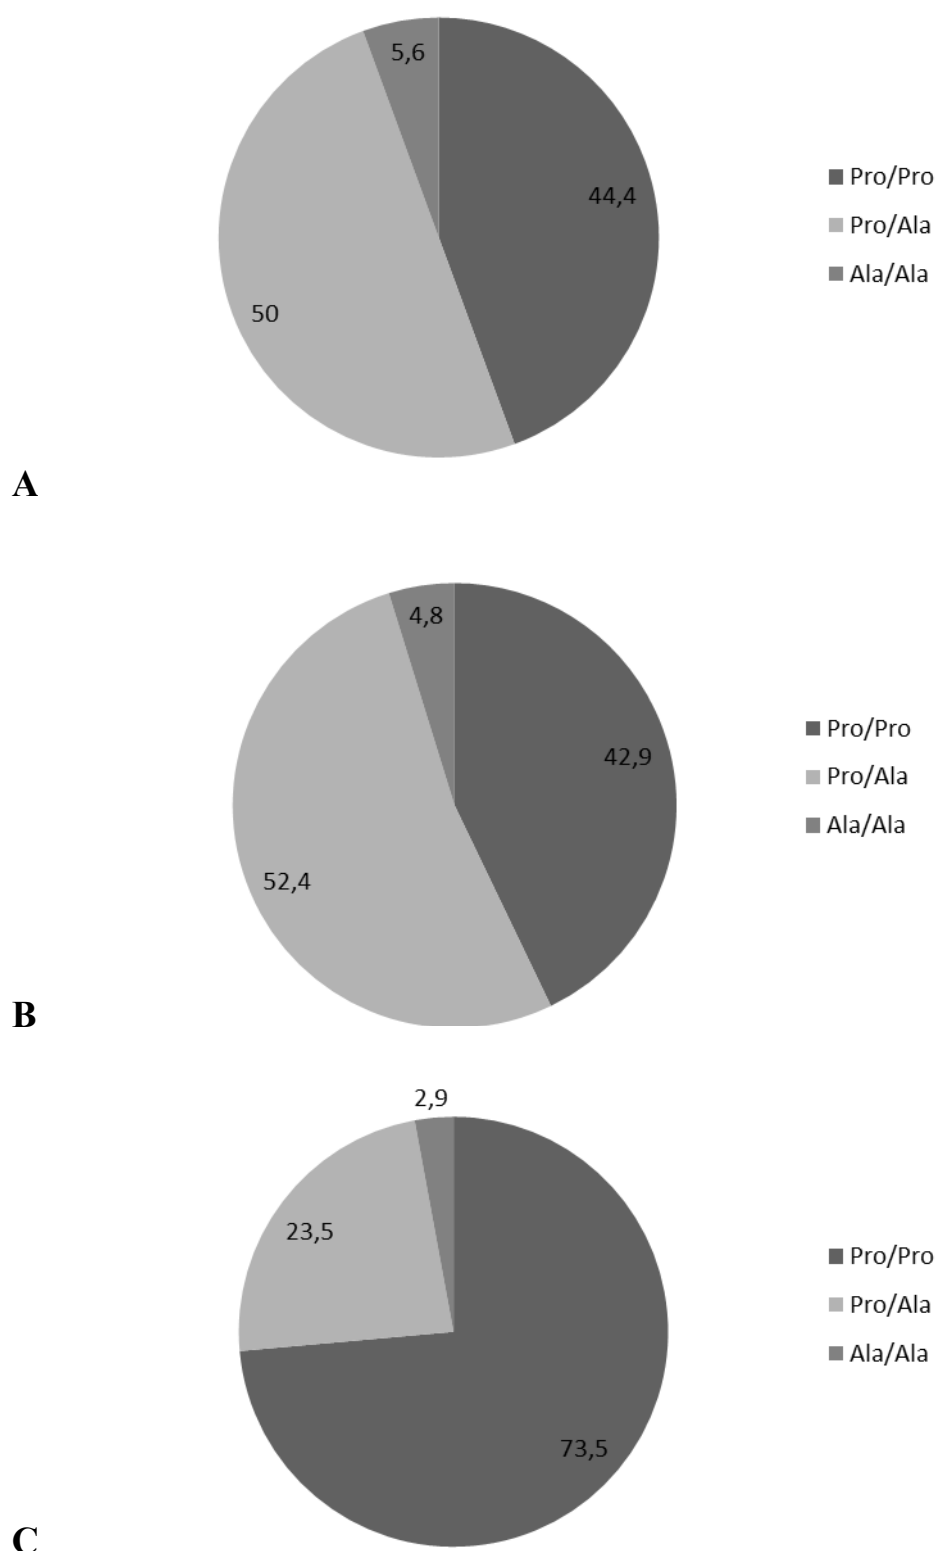 5,6
44,4
50
Pro/Pro
Pro/Ala
Ala/Ala
A
4,8
42,9
52,4
Pro/Pro
Pro/Ala
Ala/Ala
B
2,9
23,5
73,5
Pro/Pro
Pro/Ala
Ala/Ala
C